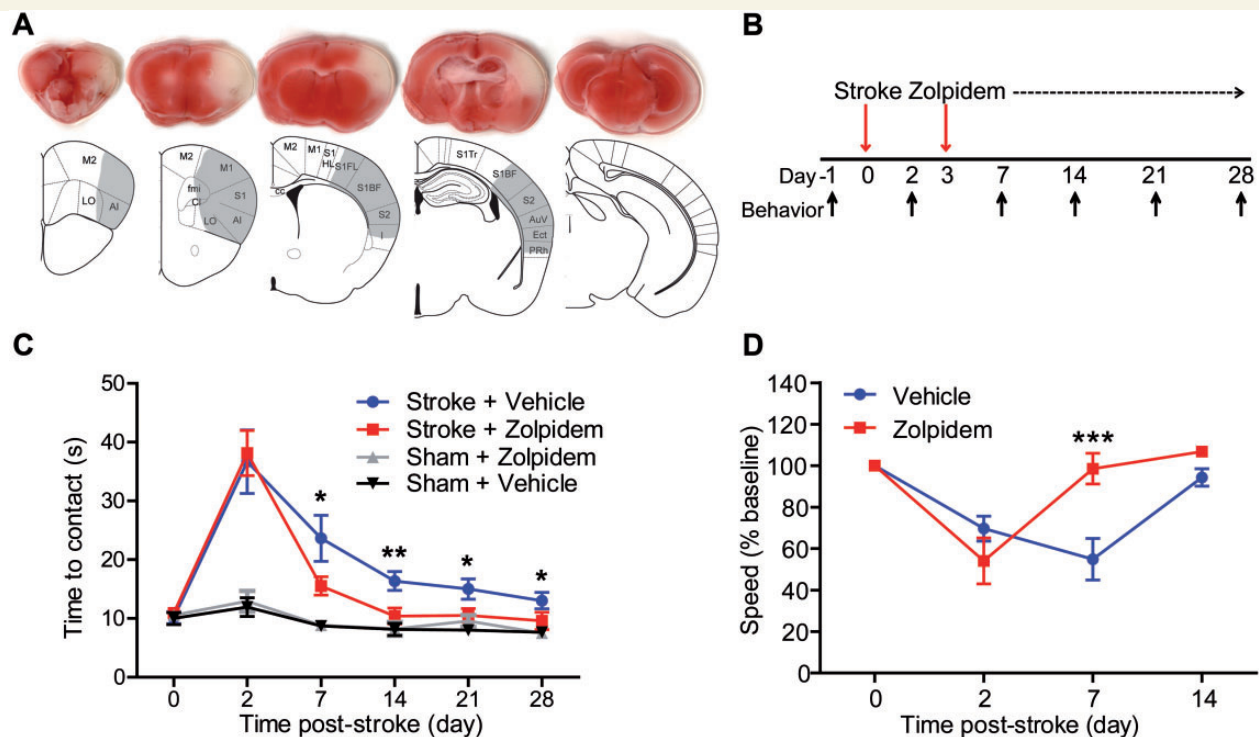 A
M2
LO
AI
M2
M1
fmi
Cl
S1
LO
AI
M2
M1
S1
HL
S1FL
S1BF
cc
S2
I
S1Tr
S1BF
S2
AuV
Ect
PRh
B
Stroke Zolpidem
Day -1 0 2 3 7 14 21 28
Behavior
C
50
40
30
20
10
0
Time to contact (s)
Stroke + Vehicle
Stroke + Zolpidem
Sham + Zolpidem
Sham + Vehicle
* ** * *
0 2 7 14 21 28
Time post-stroke (day)
D
140
120
100
80
60
40
20
0
Speed (% baseline)
Vehicle
Zolpidem
***
0 2 7 14
Time post-stroke (day)